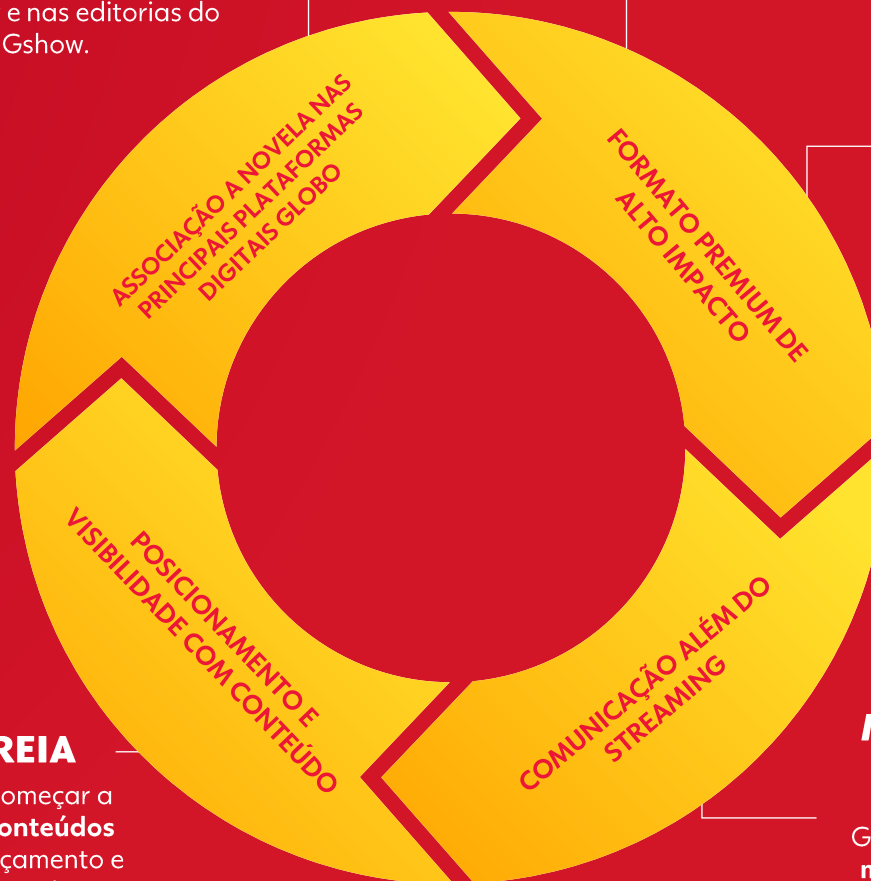 e nas editorias do
Gshow.
ASSOCIAÇÃO A NOVELA NAS
PRINCIPAIS PLATAFORMAS
DIGITAIS GLOBO
FORMATO PREMIUM DE
ALTO IMPACTO
POSICIONAMENTO E
VISIBILIDADE COM CONTEÚDO
COMUNICAÇÃO ALÉM DO
STREAMING
REIA
omeçar a
onteúdos
çamento e
G